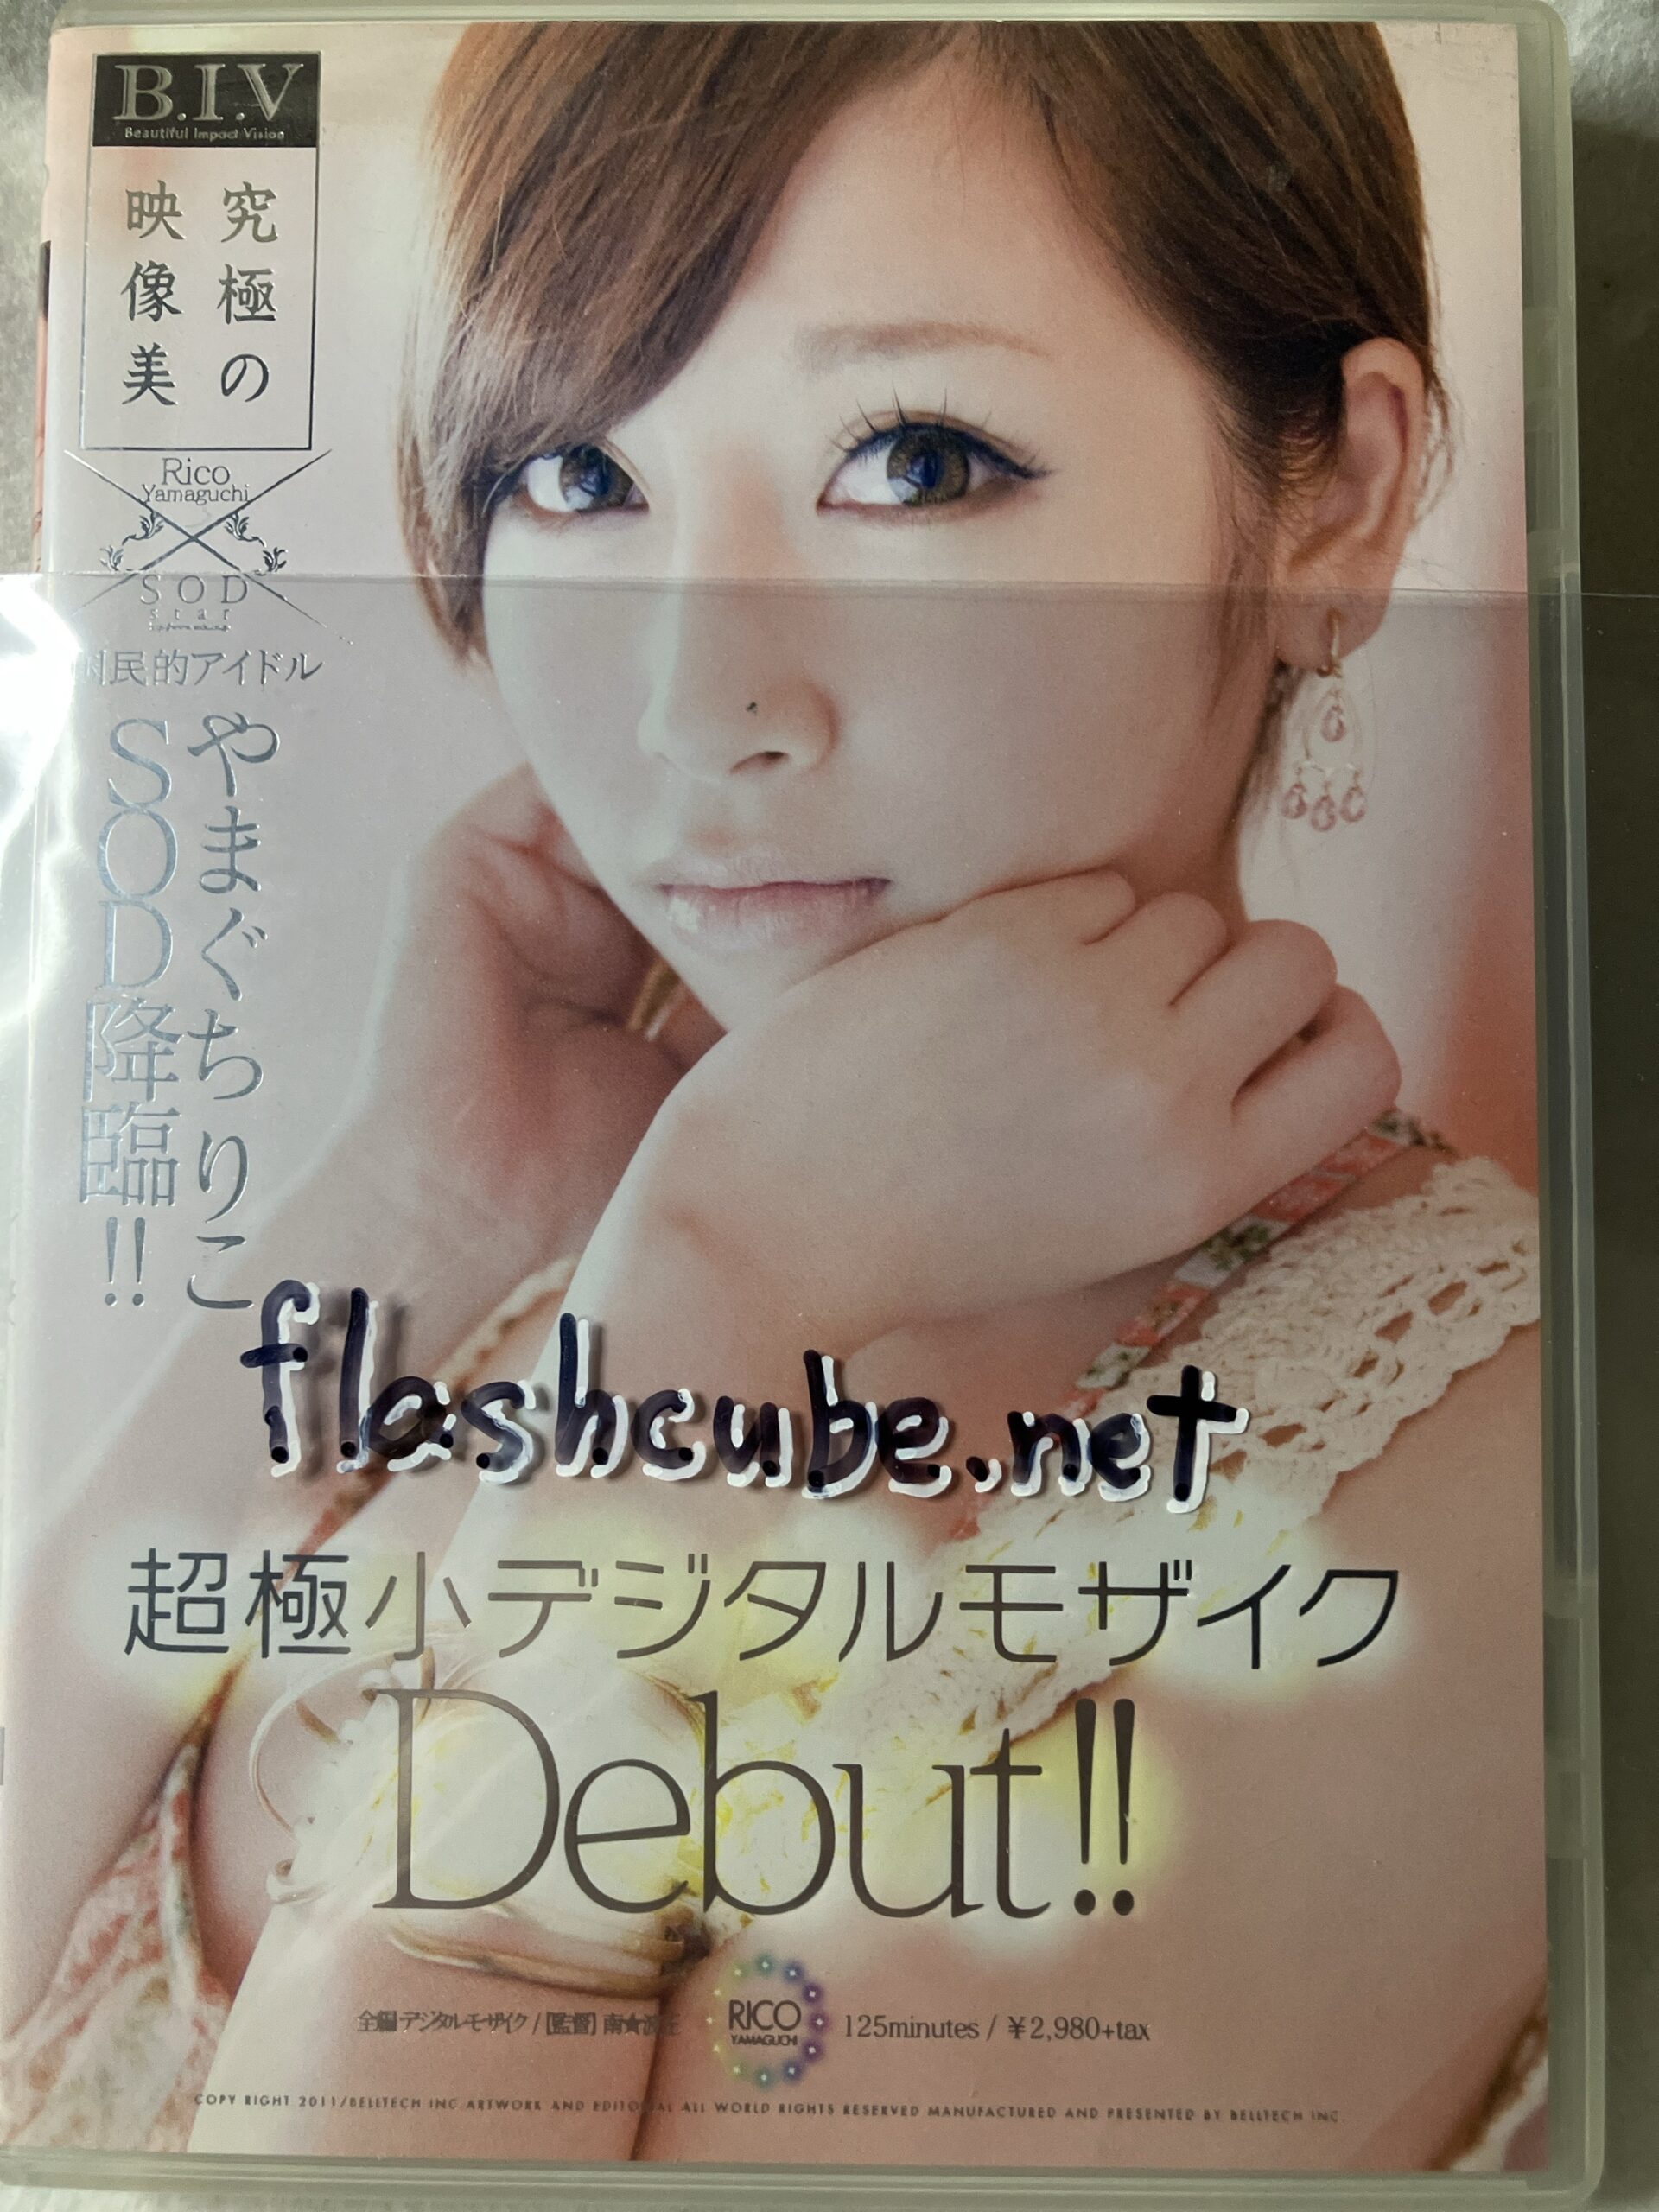 B.I.V
Beautiful Impact Vision
究極の
映像美
Rico
Yamaguchi
SOD
star
国民的アイドル
やまぐちりこ
SOD降臨!!
flashcube.net
超極小デジタルモザイク
Debut!!
全編デジタルモザイク / [監督] 南★波王
RICO
YAMAGUCHI
125minutes / ¥2,980+tax
COPY RIGHT 2011/BELLTECH INC.ARTWORK AND EDITORIAL ALL WORLD RIGHTS RESERVED MANUFACTURED AND PRESENTED BY BELLTECH INC.